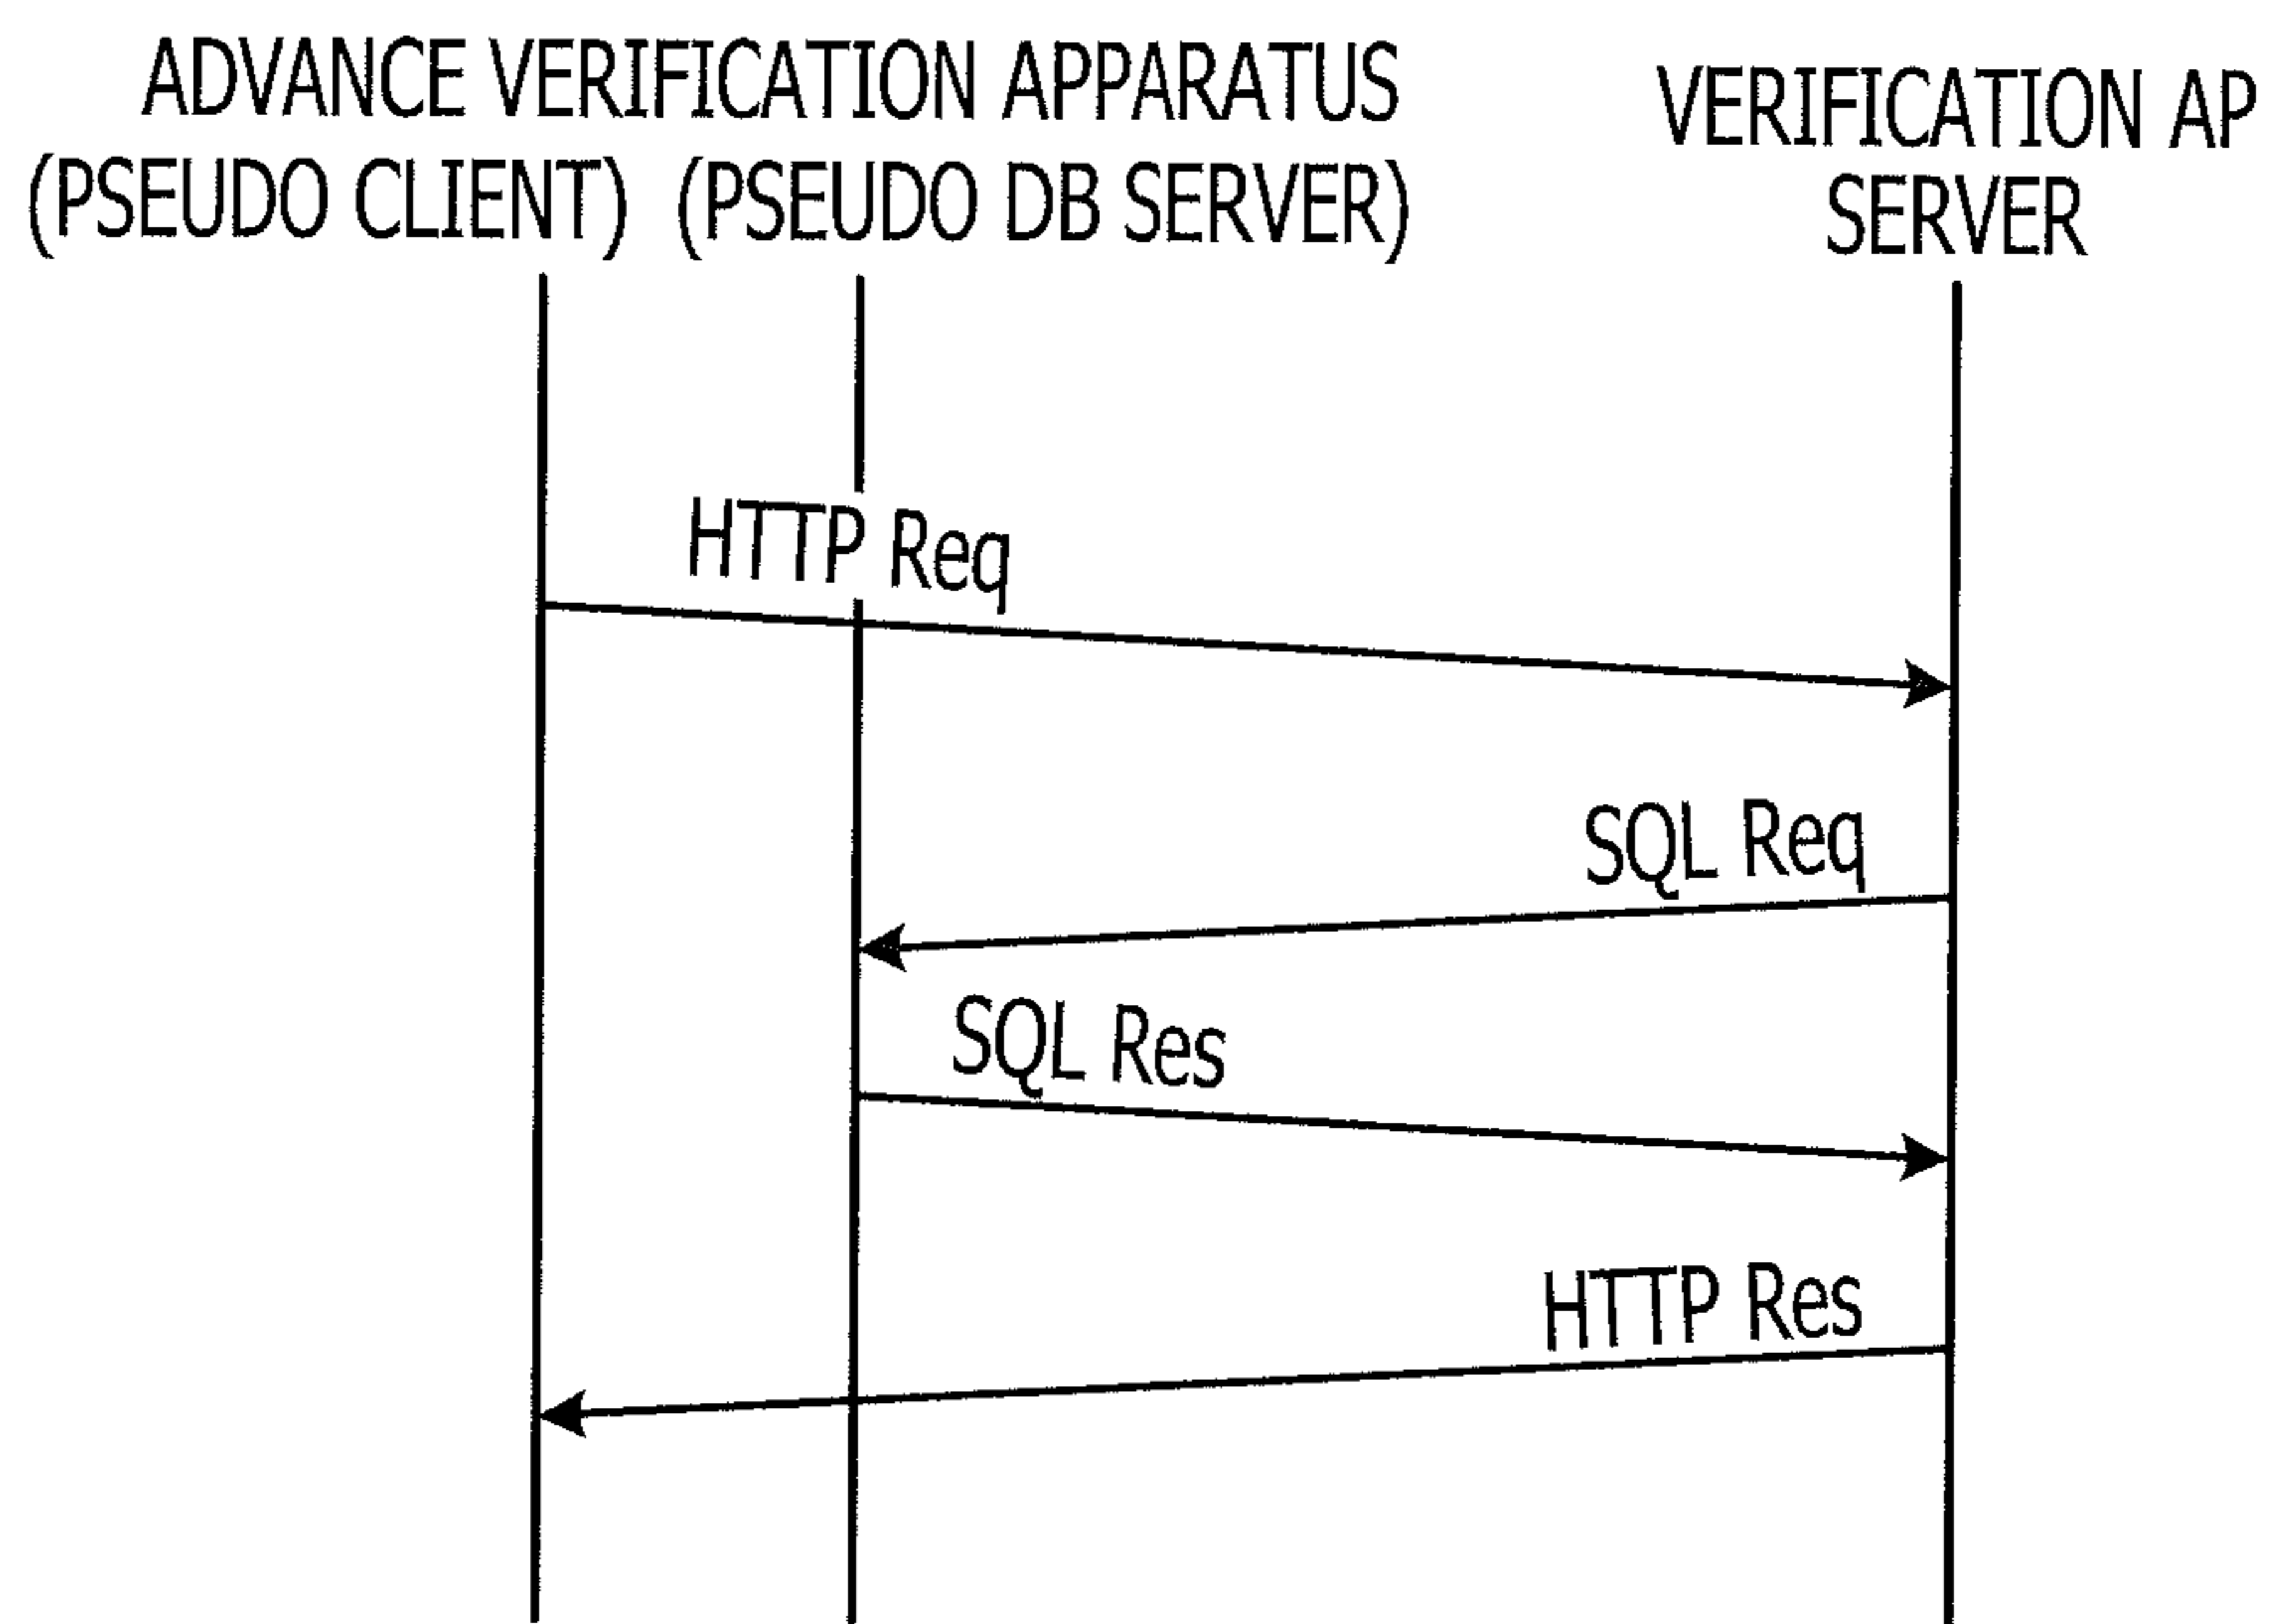 ADVANCE VERIFICATION APPARATUS
(PSEUDO CLIENT) (PSEUDO DB SERVER)
VERIFICATION AP
SERVER
HTTP Req
SQL Req
SQL Res
HTTP Res